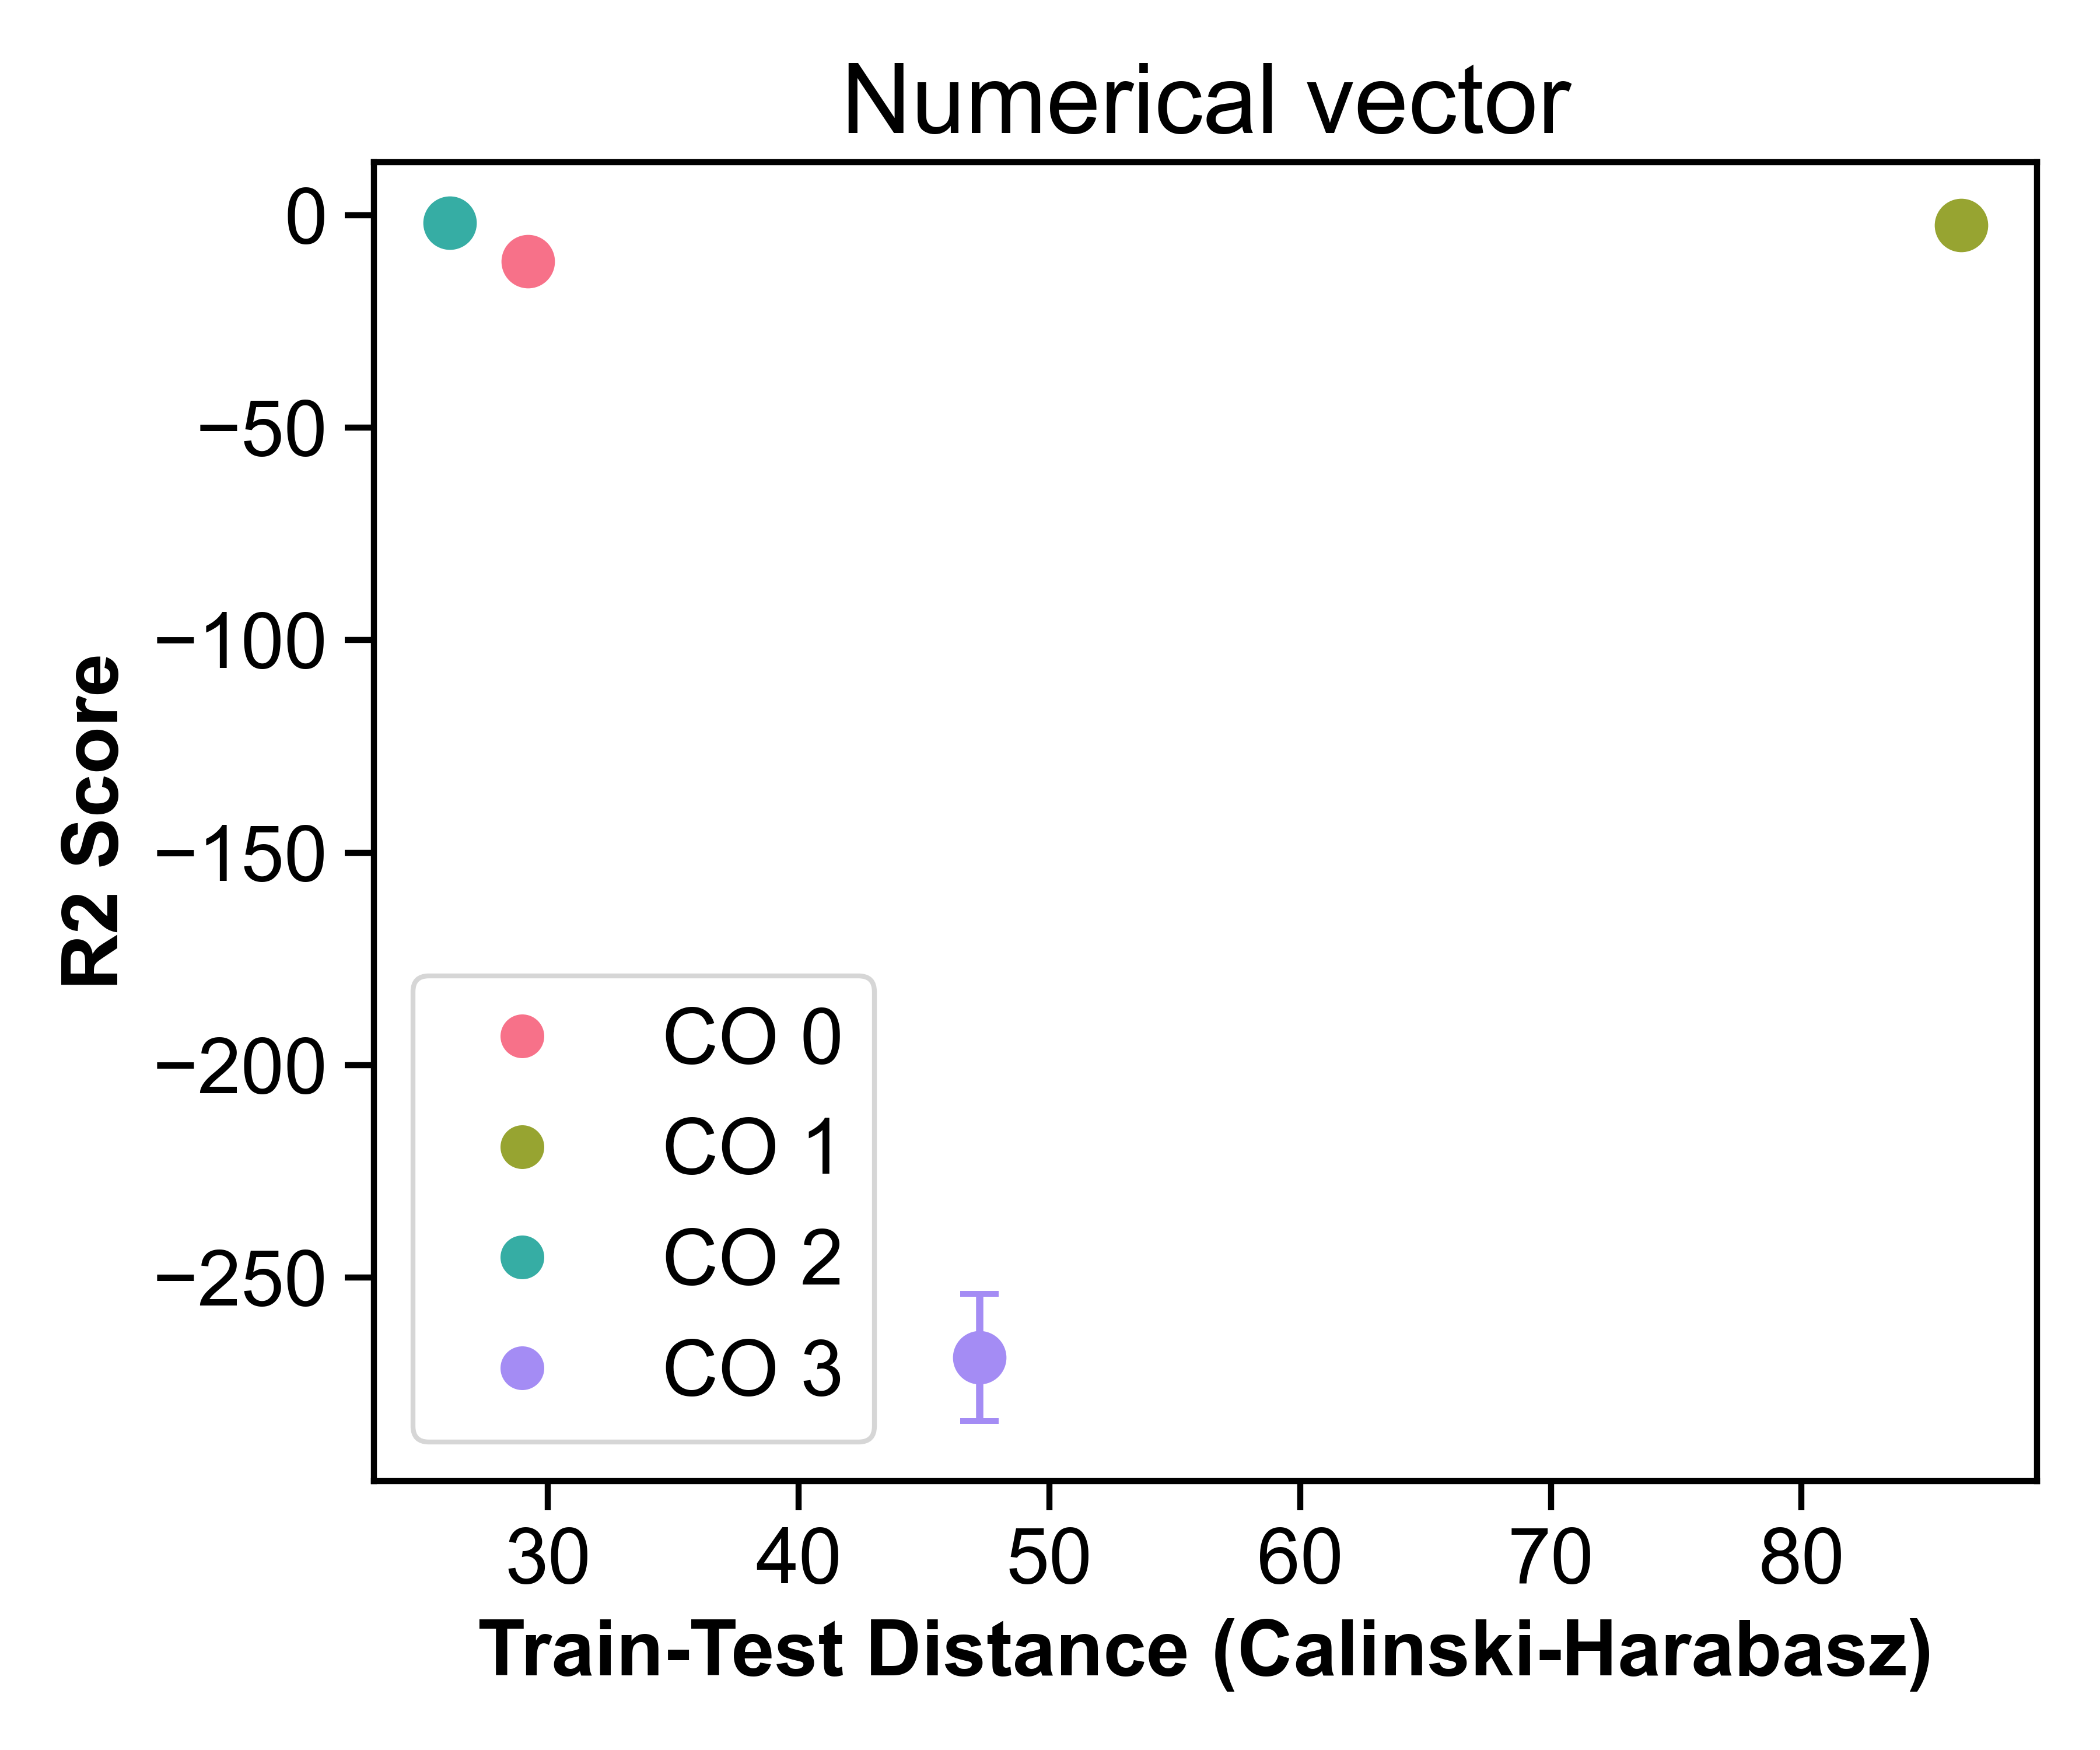 Numerical vector
0
−50
−100
−150
−200
−250
R2 Score
CO 0
CO 1
CO 2
CO 3
30 40 50 60 70 80
Train-Test Distance (Calinski-Harabasz)